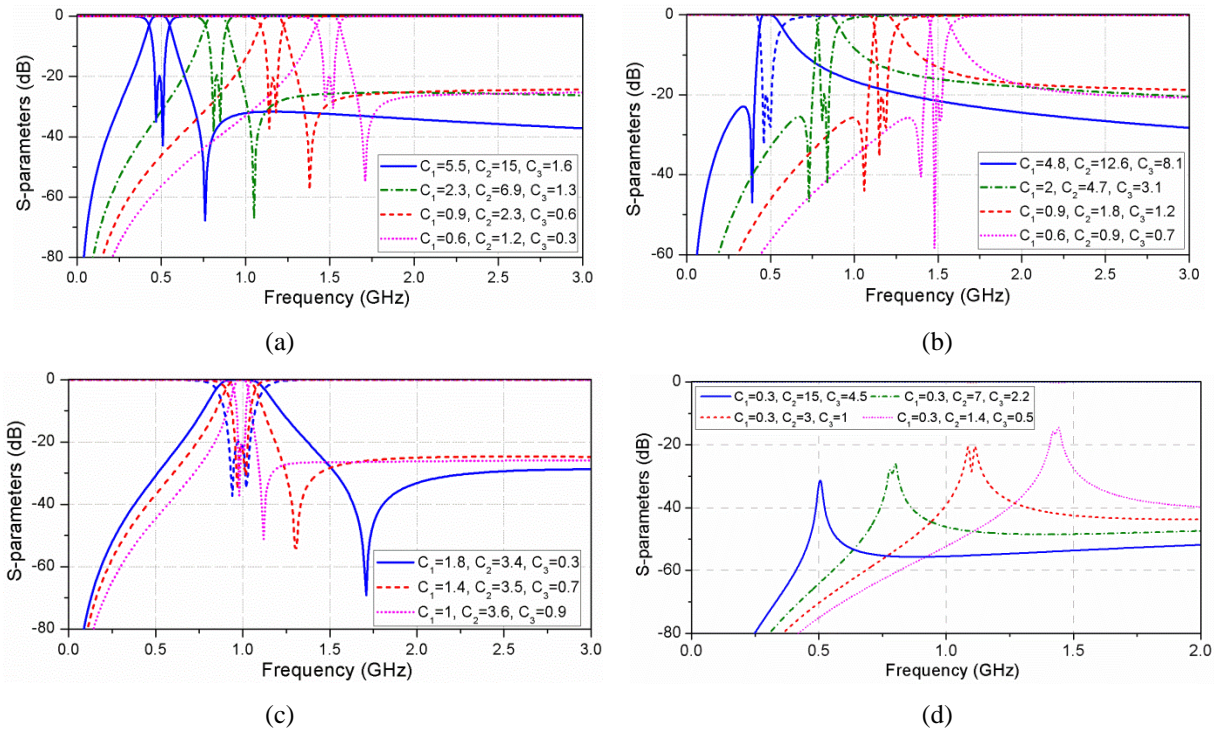 S-parameters (dB)
0
-20
-40
-60
-80
C₁=5.5, C₂=15, C₃=1.6
C₁=2.3, C₂=6.9, C₃=1.3
C₁=0.9, C₂=2.3, C₃=0.6
C₁=0.6, C₂=1.2, C₃=0.3
0.0 0.5 1.0 1.5 2.0 2.5 3.0
Frequency (GHz)
(a)
S-parameters (dB)
0
-20
-40
-60
C₁=4.8, C₂=12.6, C₃=8.1
C₁=2, C₂=4.7, C₃=3.1
C₁=0.9, C₂=1.8, C₃=1.2
C₁=0.6, C₂=0.9, C₃=0.7
0.0 0.5 1.0 1.5 2.0 2.5 3.0
Frequency (GHz)
(b)
S-parameters (dB)
0
-20
-40
-60
-80
C₁=1.8, C₂=3.4, C₃=0.3
C₁=1.4, C₂=3.5, C₃=0.7
C₁=1, C₂=3.6, C₃=0.9
0.0 0.5 1.0 1.5 2.0 2.5 3.0
Frequency (GHz)
(c)
S-parameters (dB)
0
-20
-40
-60
-80
C₁=0.3, C₂=15, C₃=4.5 C₁=0.3, C₂=7, C₃=2.2
C₁=0.3, C₂=3, C₃=1 C₁=0.3, C₂=1.4, C₃=0.5
0.0 0.5 1.0 1.5 2.0
Frequency (GHz)
(d)